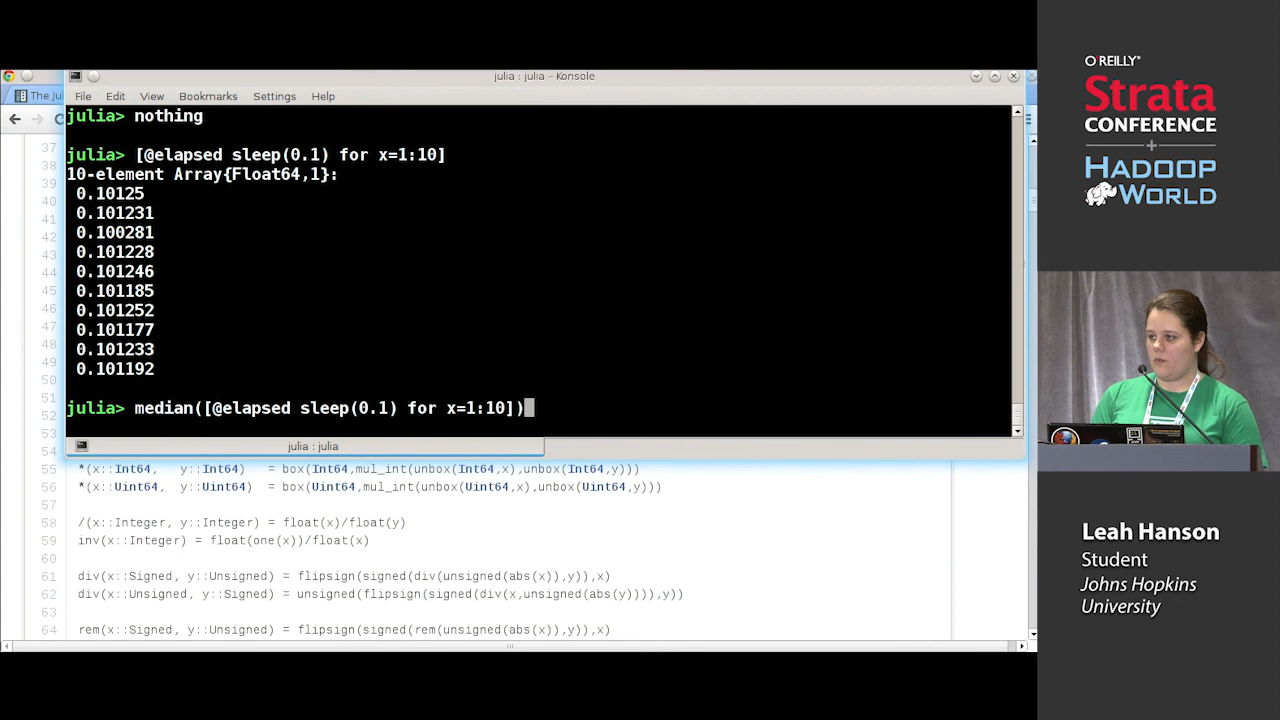 julia : julia – Konsole
The Ju
File Edit View Bookmarks Settings Help
julia> nothing
julia> [@elapsed sleep(0.1) for x=1:10]
10-element Array{Float64,1}:
0.10125
0.101231
0.100281
0.101228
0.101246
0.101185
0.101252
0.101177
0.101233
0.101192
julia> median([@elapsed sleep(0.1) for x=1:10])
julia : julia
37
38
39
40
41
42
43
44
45
46
47
48
49
50
51
52
53
54
55 *(x::Int64, y::Int64) = box(Int64,mul_int(unbox(Int64,x),unbox(Int64,y)))
56 *(x::Uint64, y::Uint64) = box(Uint64,mul_int(unbox(Uint64,x),unbox(Uint64,y)))
57
58 /(x::Integer, y::Integer) = float(x)/float(y)
59 inv(x::Integer) = float(one(x))/float(x)
60
61 div(x::Signed, y::Unsigned) = flipsign(signed(div(unsigned(abs(x)),y)),x)
62 div(x::Unsigned, y::Signed) = unsigned(flipsign(signed(div(x,unsigned(abs(y)))),y))
63
64 rem(x::Signed, y::Unsigned) = flipsign(signed(rem(unsigned(abs(x)),y)),x)
O'REILLY®
Strata
CONFERENCE
+
HADOOP
WORLD
Leah Hanson
Student
Johns Hopkins
University